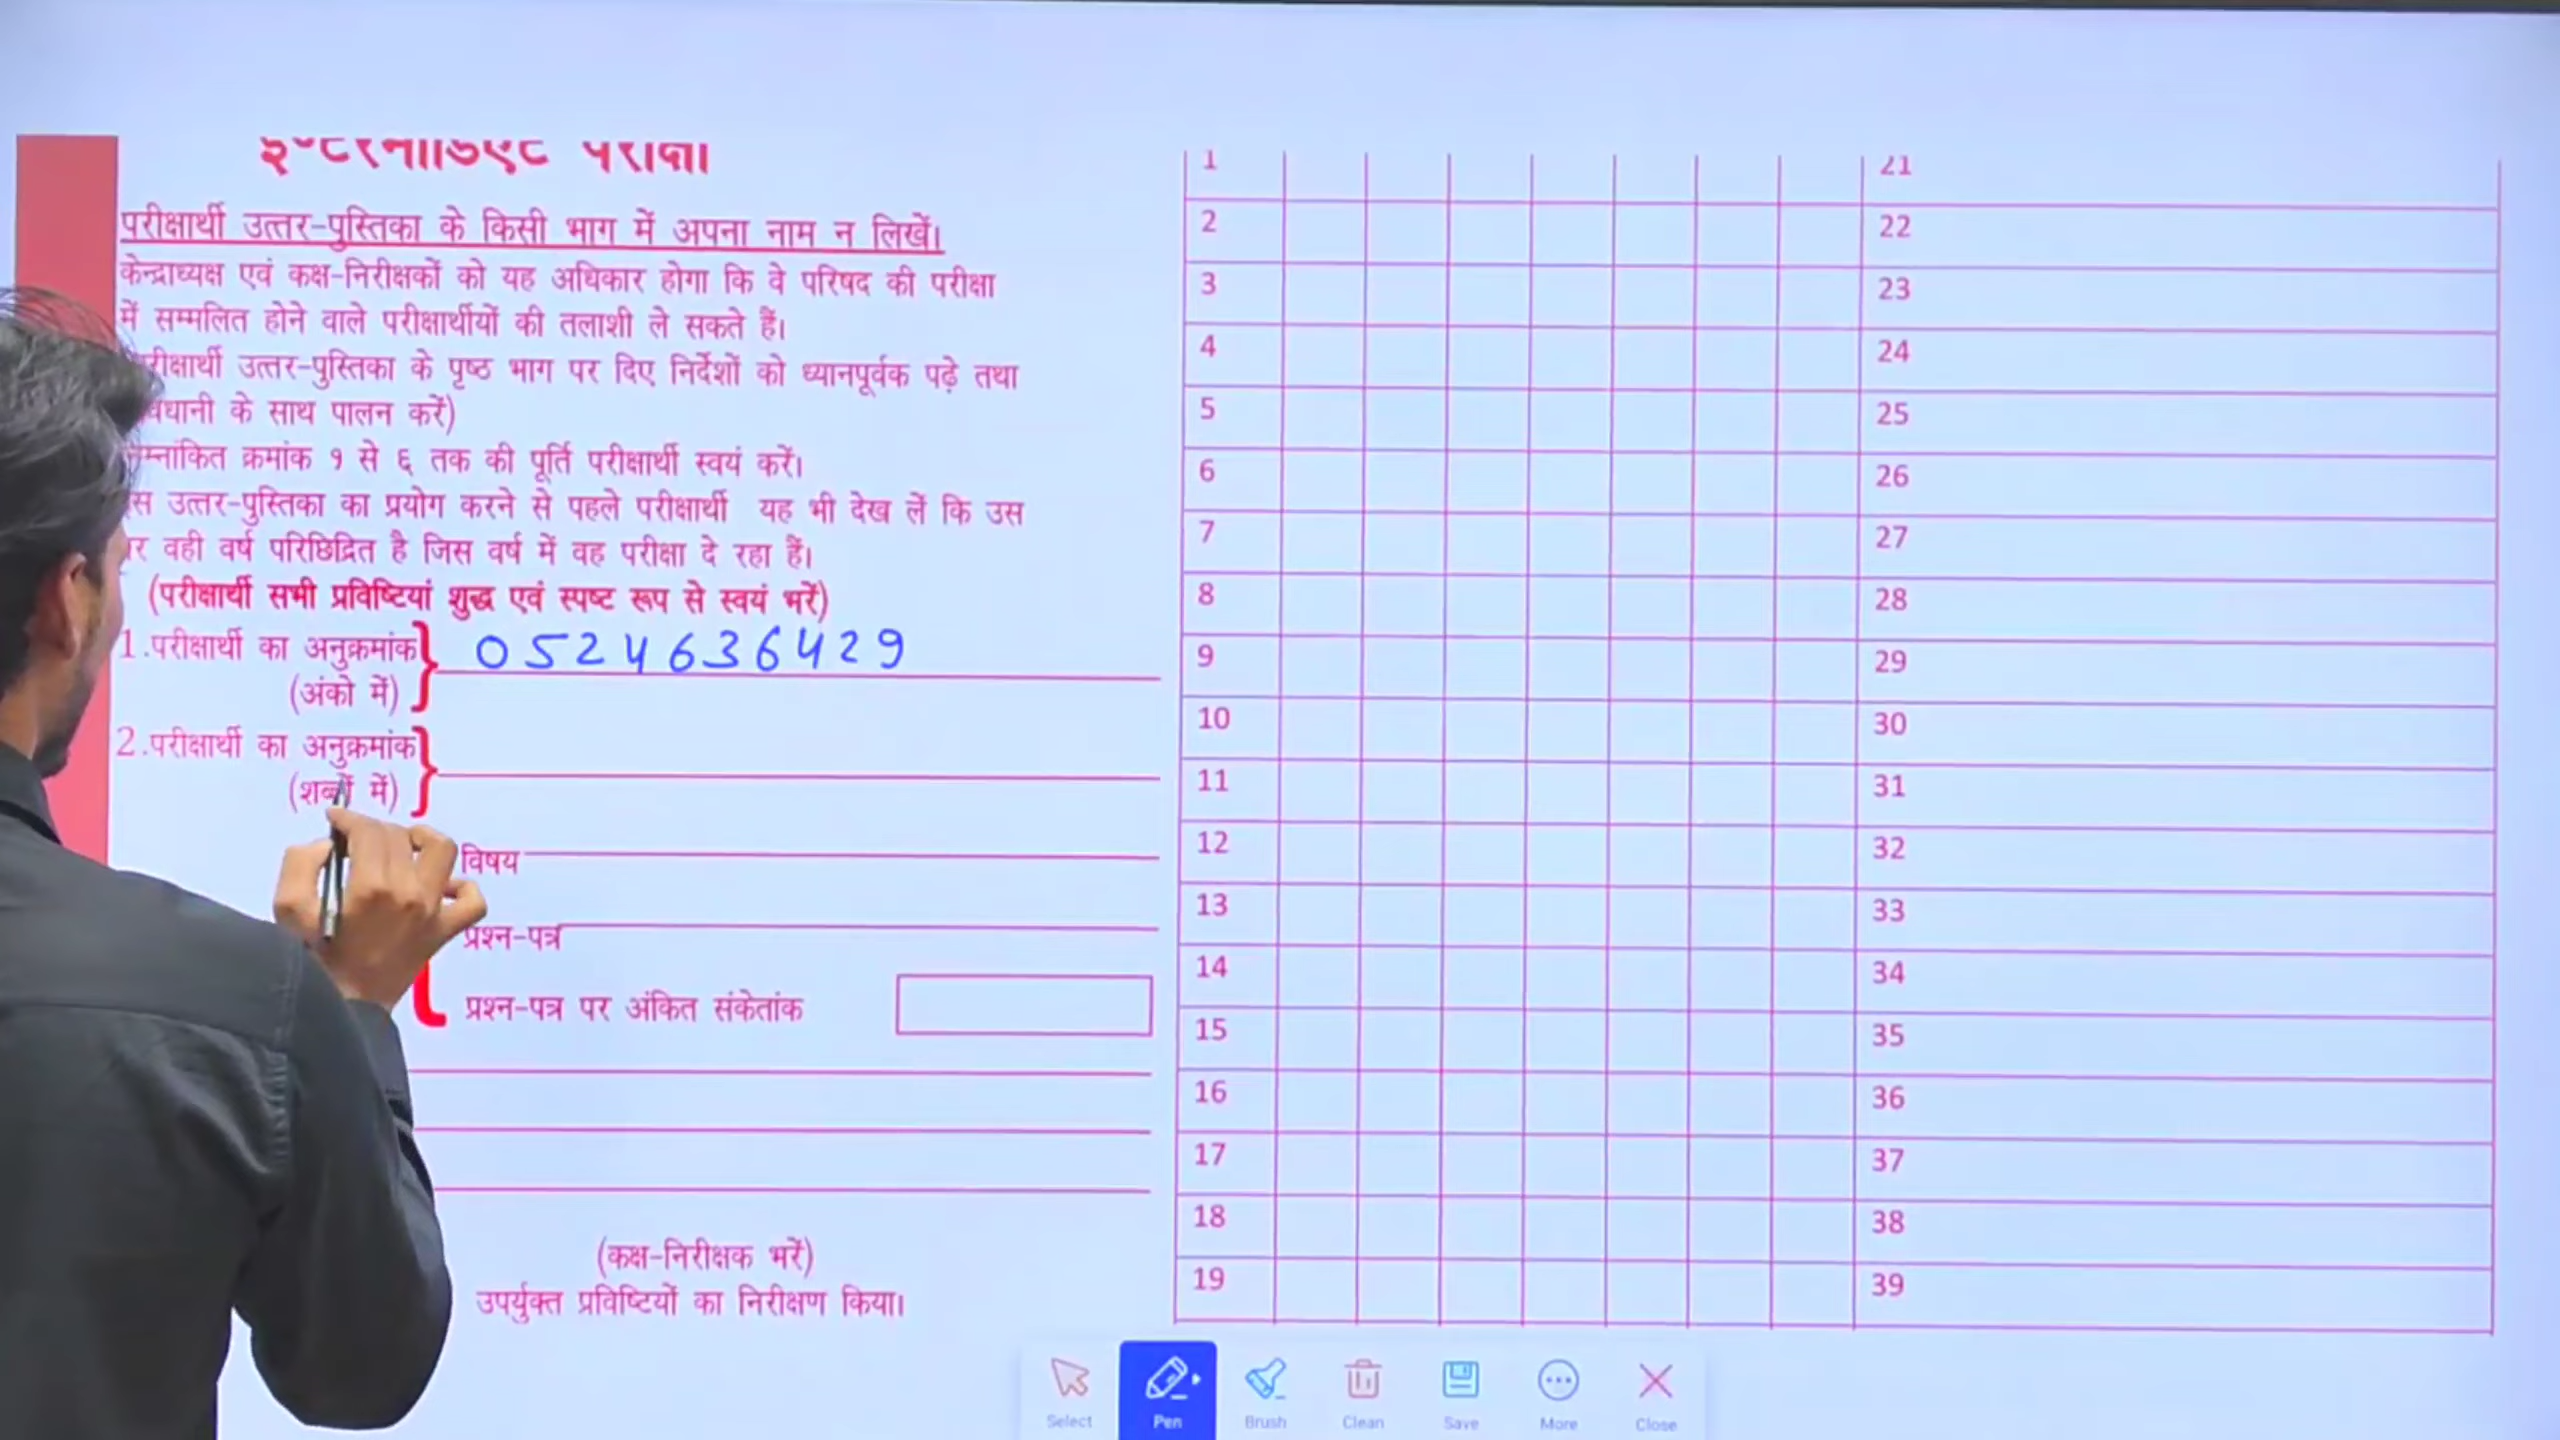 इण्टरमीडिएट परीक्षा
परीक्षार्थी उत्तर-पुस्तिका के किसी भाग में अपना नाम न लिखें।
केन्द्राध्यक्ष एवं कक्ष-निरीक्षकों को यह अधिकार होगा कि वे परिषद की परीक्षा
में सम्मलित होने वाले परीक्षार्थीयों की तलाशी ले सकते हैं।
रीक्षार्थी उत्तर-पुस्तिका के पृष्ठ भाग पर दिए निर्देशों को ध्यानपूर्वक पढ़े तथा
वधानी के साथ पालन करें)
म्नांकित क्रमांक १ से ६ तक की पूर्ति परीक्षार्थी स्वयं करें।
स उत्तर-पुस्तिका का प्रयोग करने से पहले परीक्षार्थी यह भी देख लें कि उस
र वही वर्ष परिछिद्रित है जिस वर्ष में वह परीक्षा दे रहा हैं।
(परीक्षार्थी सभी प्रविष्टियां शुद्ध एवं स्पष्ट रूप से स्वयं भरें)
1.परीक्षार्थी का अनुक्रमांक 0524636429
(अंको में)
2.परीक्षार्थी का अनुक्रमांक
(शब्दों में)
विषय
प्रश्न-पत्र
प्रश्न-पत्र पर अंकित संकेतांक
(कक्ष-निरीक्षक भरें)
उपर्युक्त प्रविष्टियों का निरीक्षण किया।
1 21
2 22
3 23
4 24
5 25
6 26
7 27
8 28
9 29
10 30
11 31
12 32
13 33
14 34
15 35
16 36
17 37
18 38
19 39
Select Pen Brush Clean Save More Close